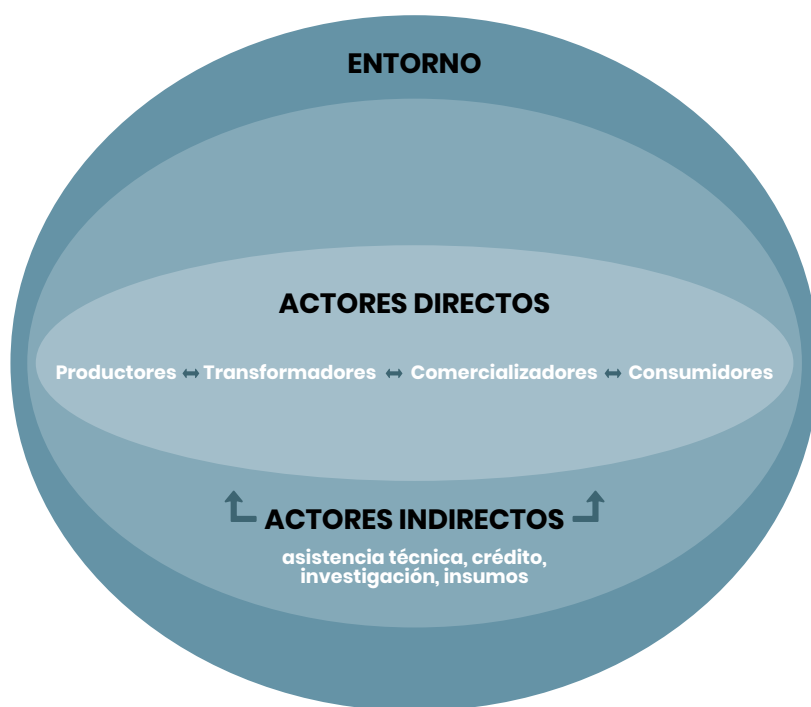 ENTORNO
ACTORES DIRECTOS
Productores Transformadores Comercializadores Consumidores
ACTORES INDIRECTOS
asistencia técnica, crédito,
investigación, insumos